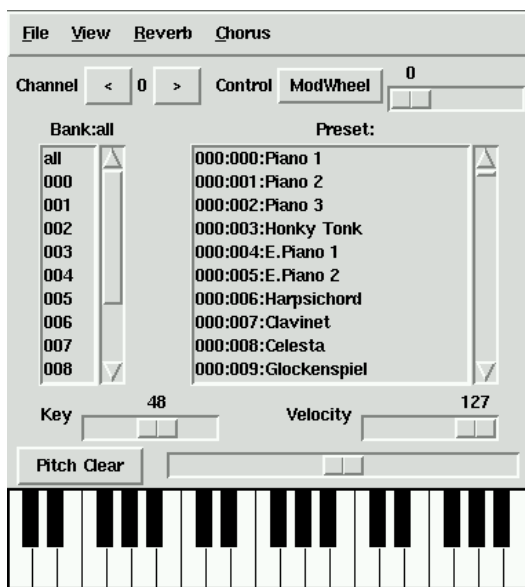 File View Reverb Chorus
Channel < 0 > Control ModWheel 0
Bank:all Preset:
all 000:000:Piano 1
000 000:001:Piano 2
001 000:002:Piano 3
002 000:003:Honky Tonk
003 000:004:E.Piano 1
004 000:005:E.Piano 2
005 000:006:Harpsichord
006 000:007:Clavinet
007 000:008:Celesta
008 000:009:Glockenspiel
Key 48 Velocity 127
Pitch Clear